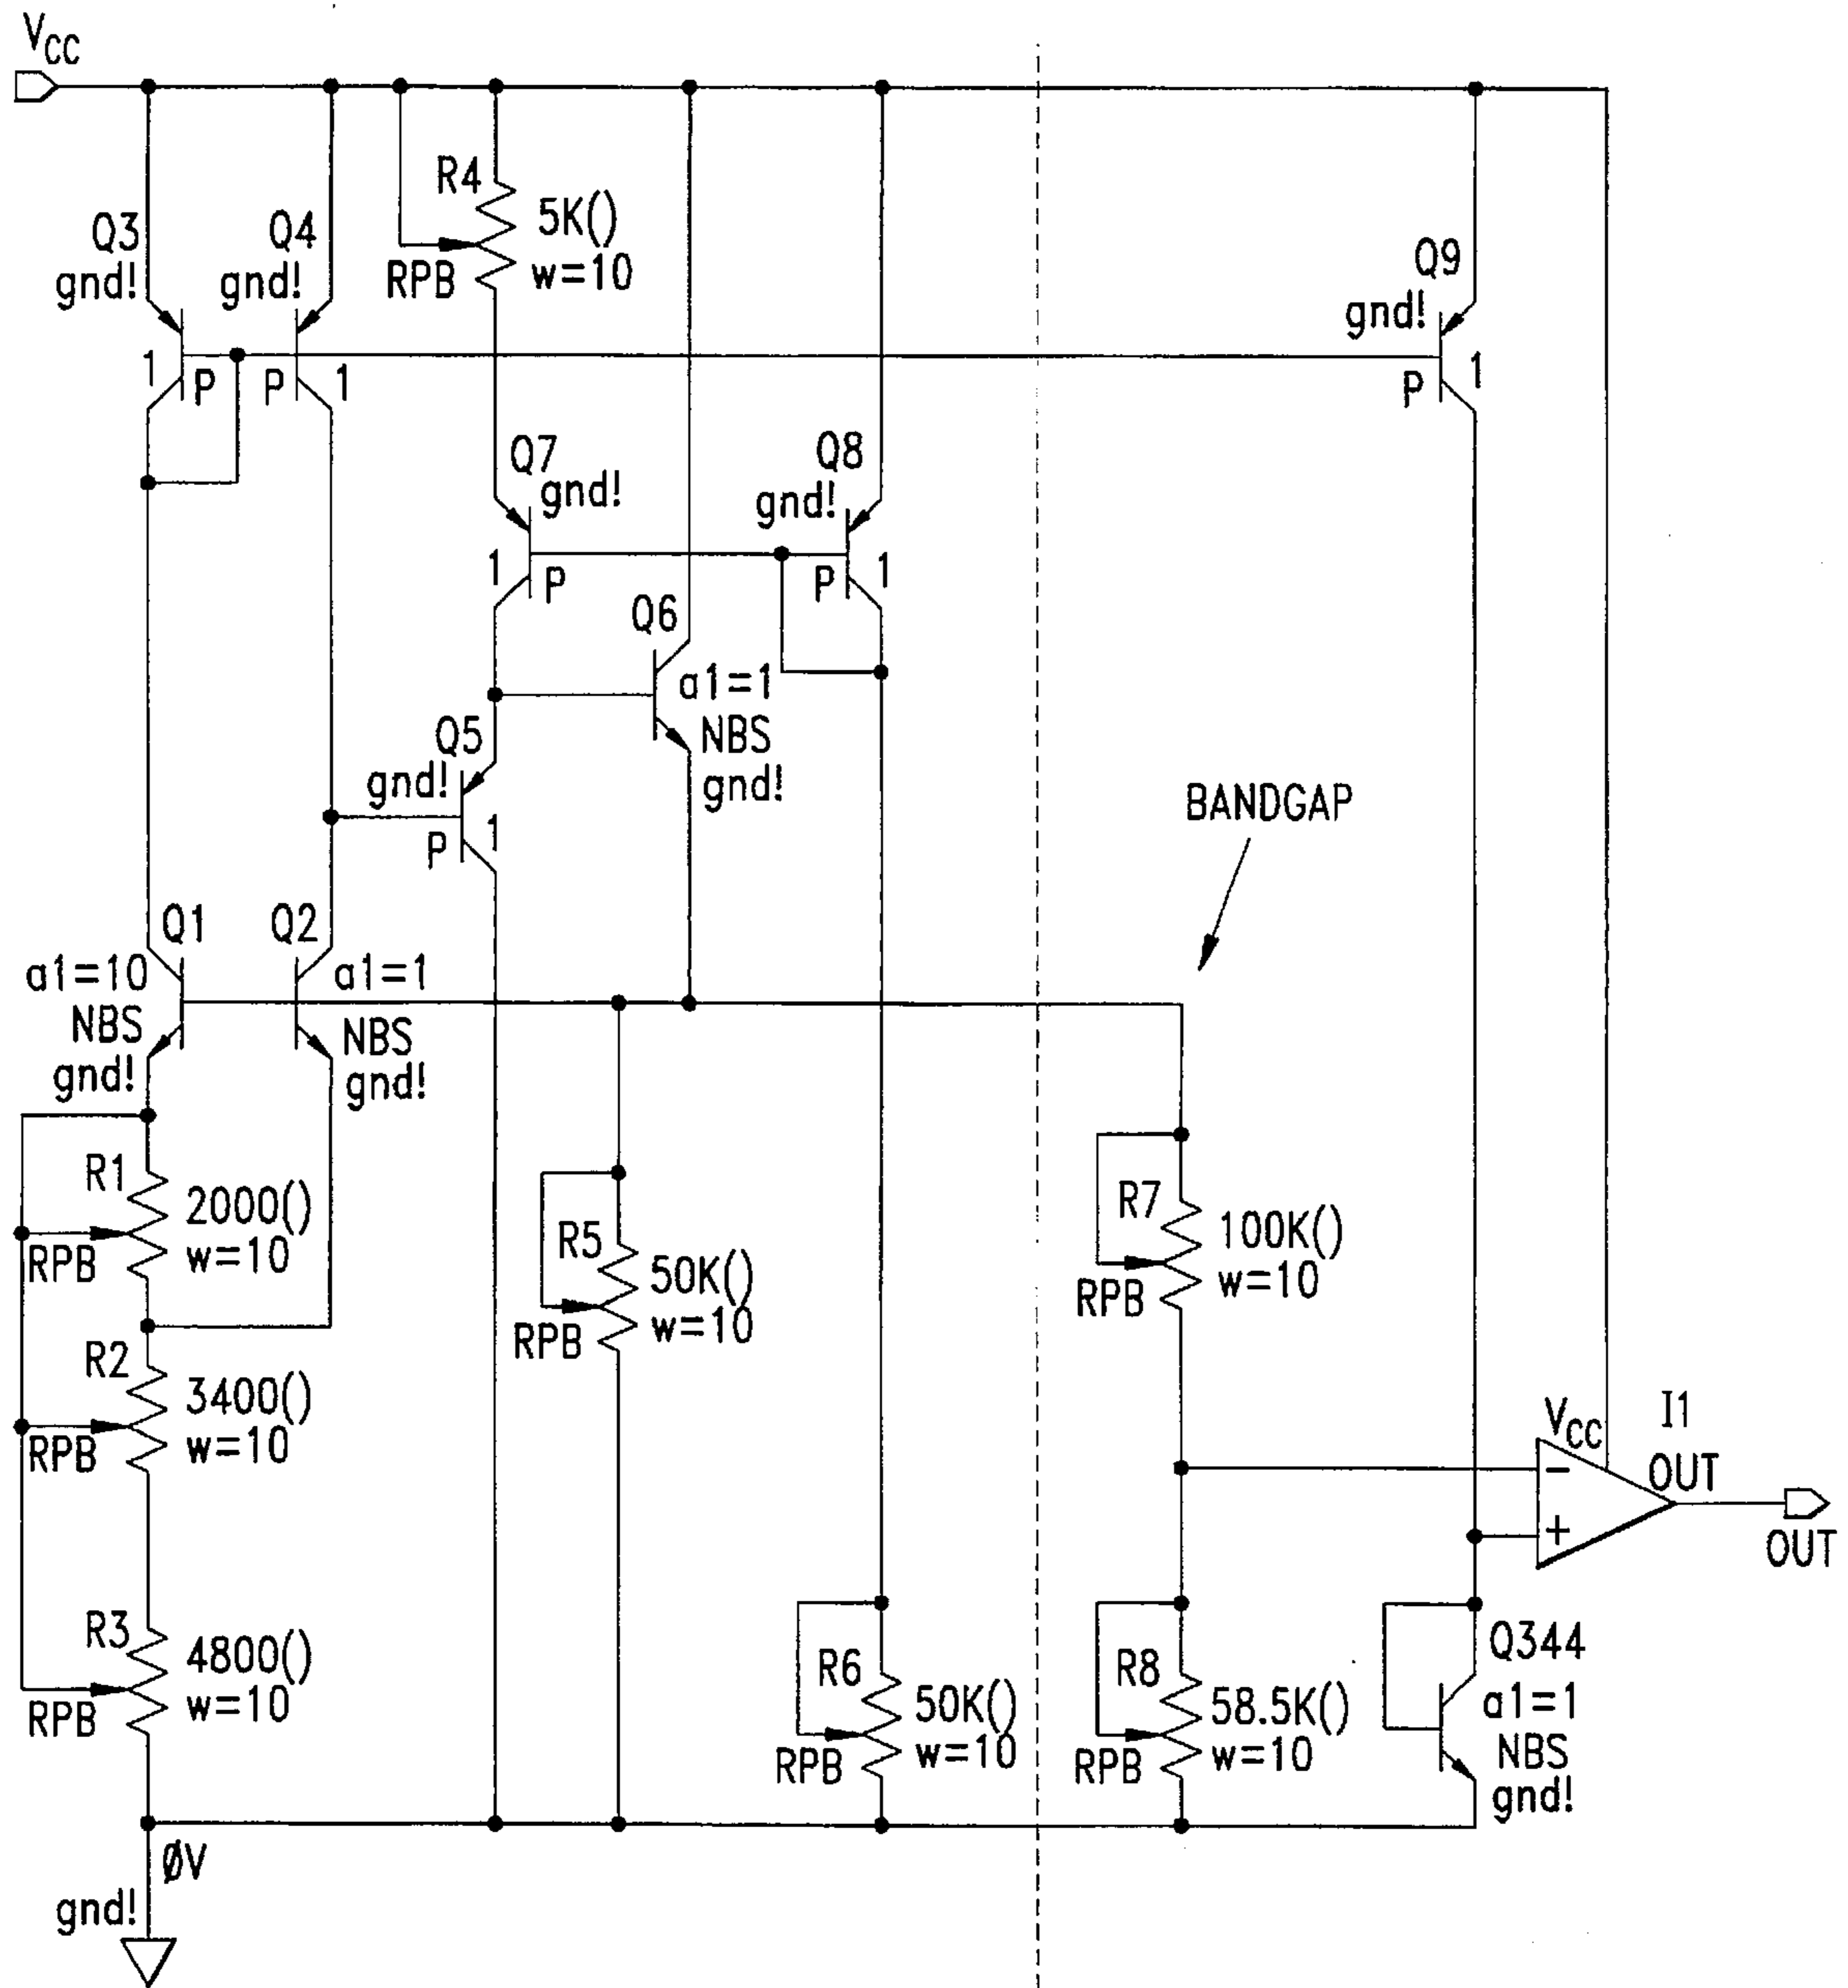 VCC
R4
5K()
w=10
RPB
Q3
gnd!
1
P
Q4
gnd!
P
1
Q9
gnd!
P
1
Q7
gnd!
1
P
Q8
gnd!
P
1
Q6
a1=1
NBS
gnd!
Q5
gnd!
P
1
BANDGAP
Q1
a1=10
NBS
gnd!
Q2
a1=1
NBS
gnd!
R1
2000()
w=10
RPB
R5
50K()
w=10
RPB
R7
100K()
w=10
RPB
R2
3400()
w=10
RPB
VCC
I1
OUT
−
+
OUT
R3
4800()
w=10
RPB
R6
50K()
w=10
RPB
R8
58.5K()
w=10
RPB
Q344
a1=1
NBS
gnd!
ØV
gnd!